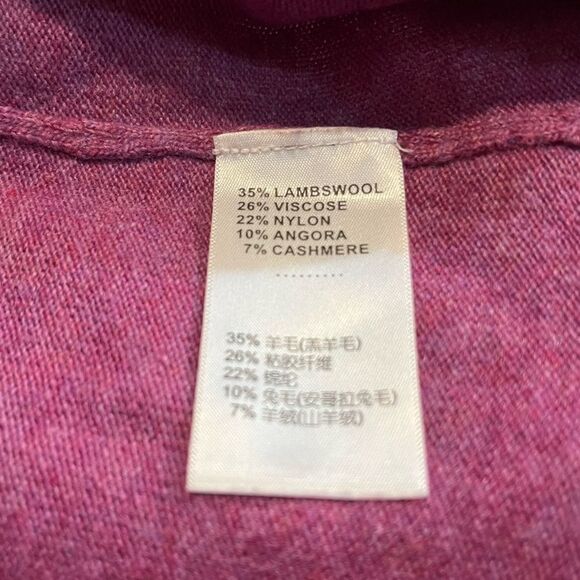 35% LAMBSWOOL
26% VISCOSE
22% NYLON
10% ANGORA
7% CASHMERE
.........
35% 羊毛(羔羊毛)
26% 粘胶纤维
22% 锦纶
10% 兔毛(安哥拉兔毛)
7% 羊绒(山羊绒)